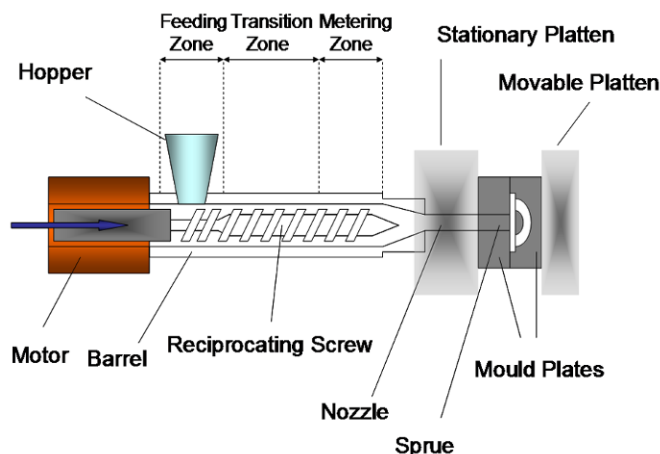 Feeding Transition Metering
Zone Zone Zone
Stationary Platten
Hopper
Movable Platten
Motor
Barrel
Reciprocating Screw
Mould Plates
Nozzle
Sprue